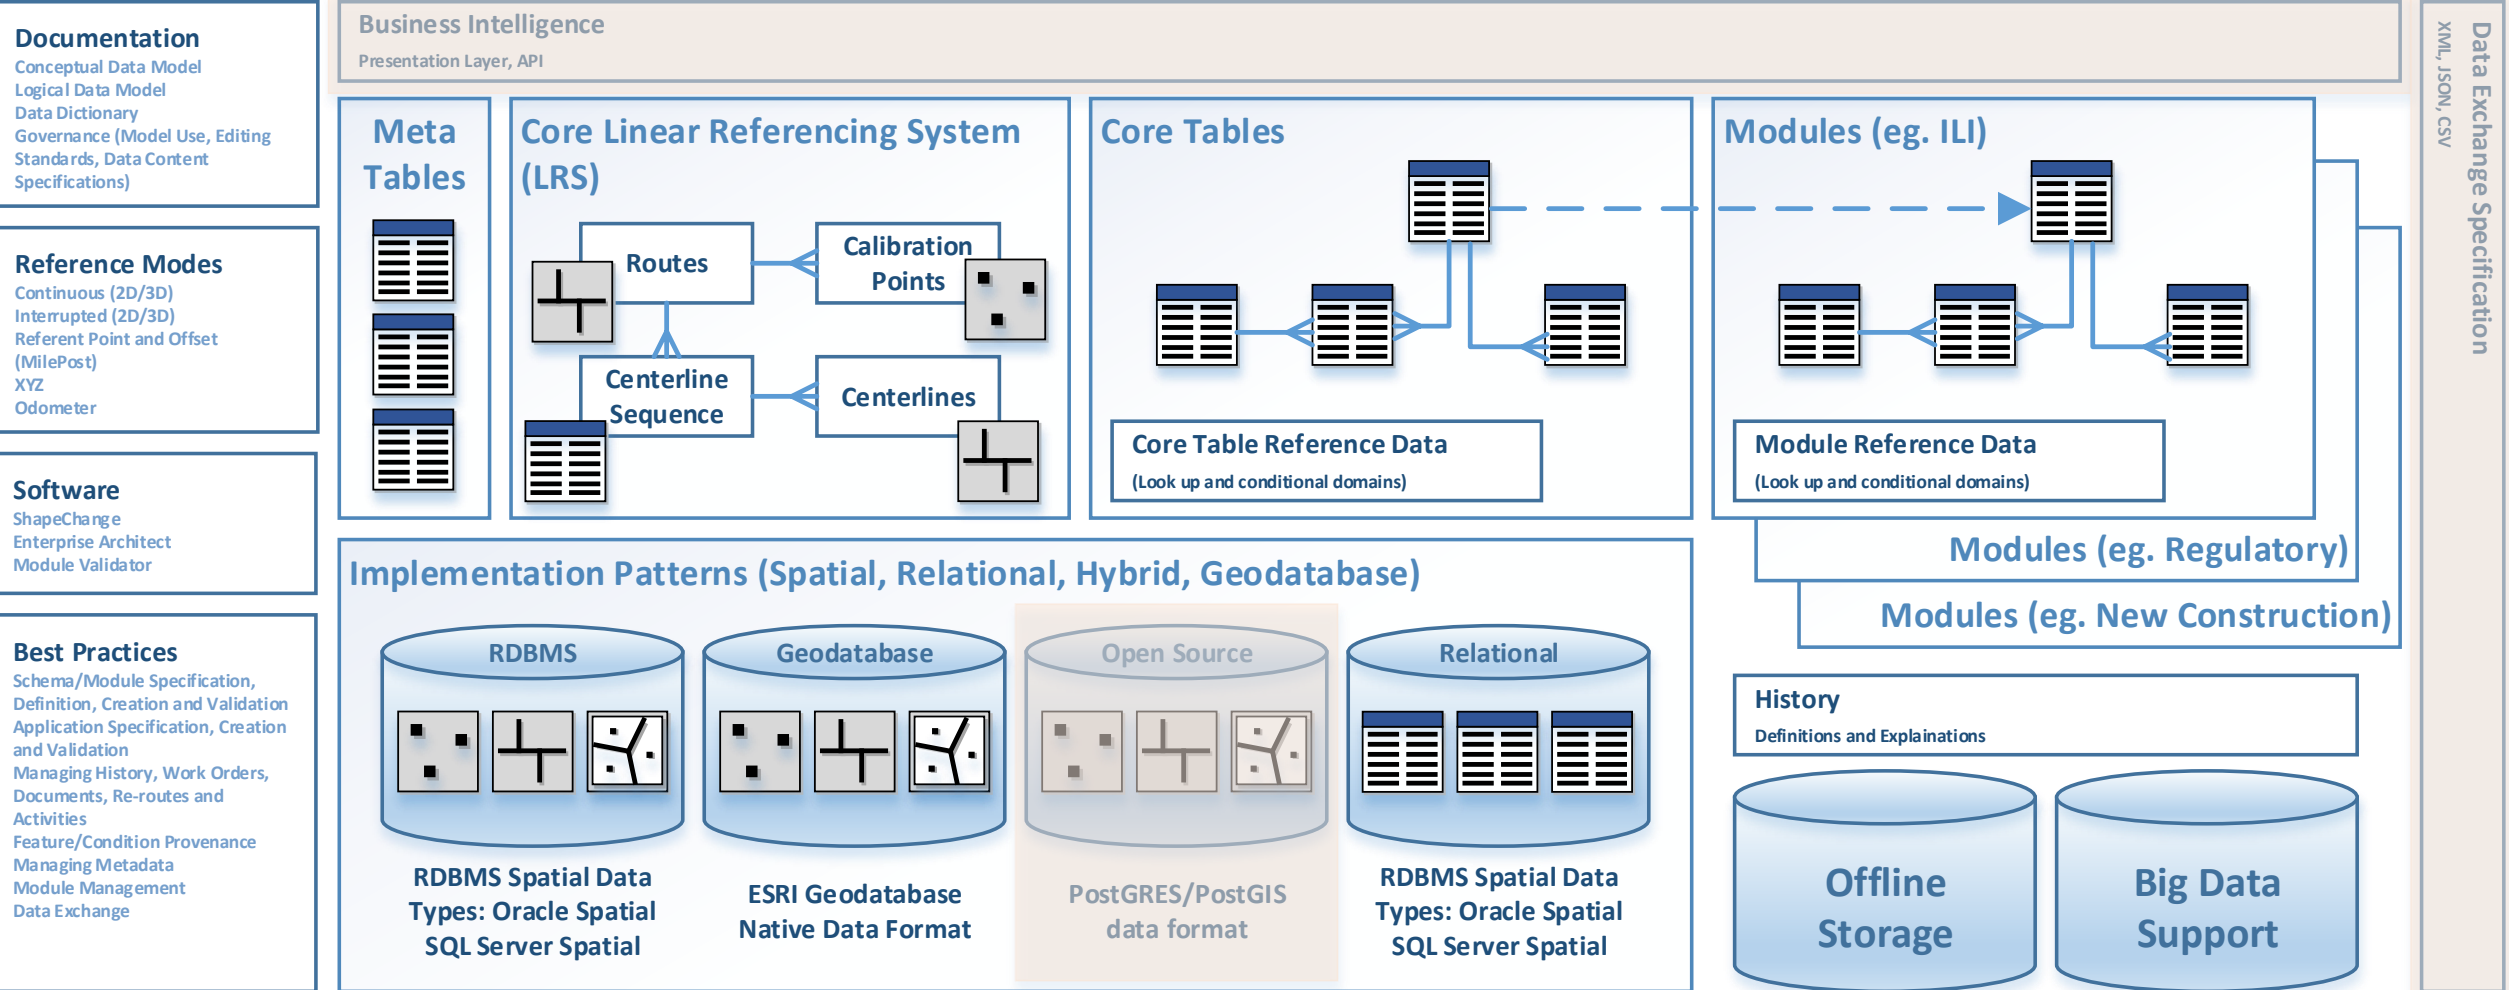 Documentation
Conceptual Data Model
Logical Data Model
Data Dictionary
Governance (Model Use, Editing
Standards, Data Content
Specifications)
Reference Modes
Continuous (2D/3D)
Interrupted (2D/3D)
Referent Point and Offset
(MilePost)
XYZ
Odometer
Software
ShapeChange
Enterprise Architect
Module Validator
Best Practices
Schema/Module Specification,
Definition, Creation and Validation
Application Specification, Creation
and Validation
Managing History, Work Orders,
Documents, Re-routes and
Activities
Feature/Condition Provenance
Managing Metadata
Module Management
Data Exchange
Business Intelligence
Presentation Layer, API
Meta
Tables
Core Linear Referencing System
(LRS)
Routes
Calibration
Points
Centerline
Sequence
Centerlines
Core Tables
Core Table Reference Data
(Look up and conditional domains)
Modules (eg. ILI)
Module Reference Data
(Look up and conditional domains)
Modules (eg. Regulatory)
Modules (eg. New Construction)
Implementation Patterns (Spatial, Relational, Hybrid, Geodatabase)
RDBMS
RDBMS Spatial Data
Types: Oracle Spatial
SQL Server Spatial
Geodatabase
ESRI Geodatabase
Native Data Format
Open Source
PostGRES/PostGIS
data format
Relational
RDBMS Spatial Data
Types: Oracle Spatial
SQL Server Spatial
History
Definitions and Explainations
Offline
Storage
Big Data
Support
Data Exchange Specification
XML, JSON, CSV